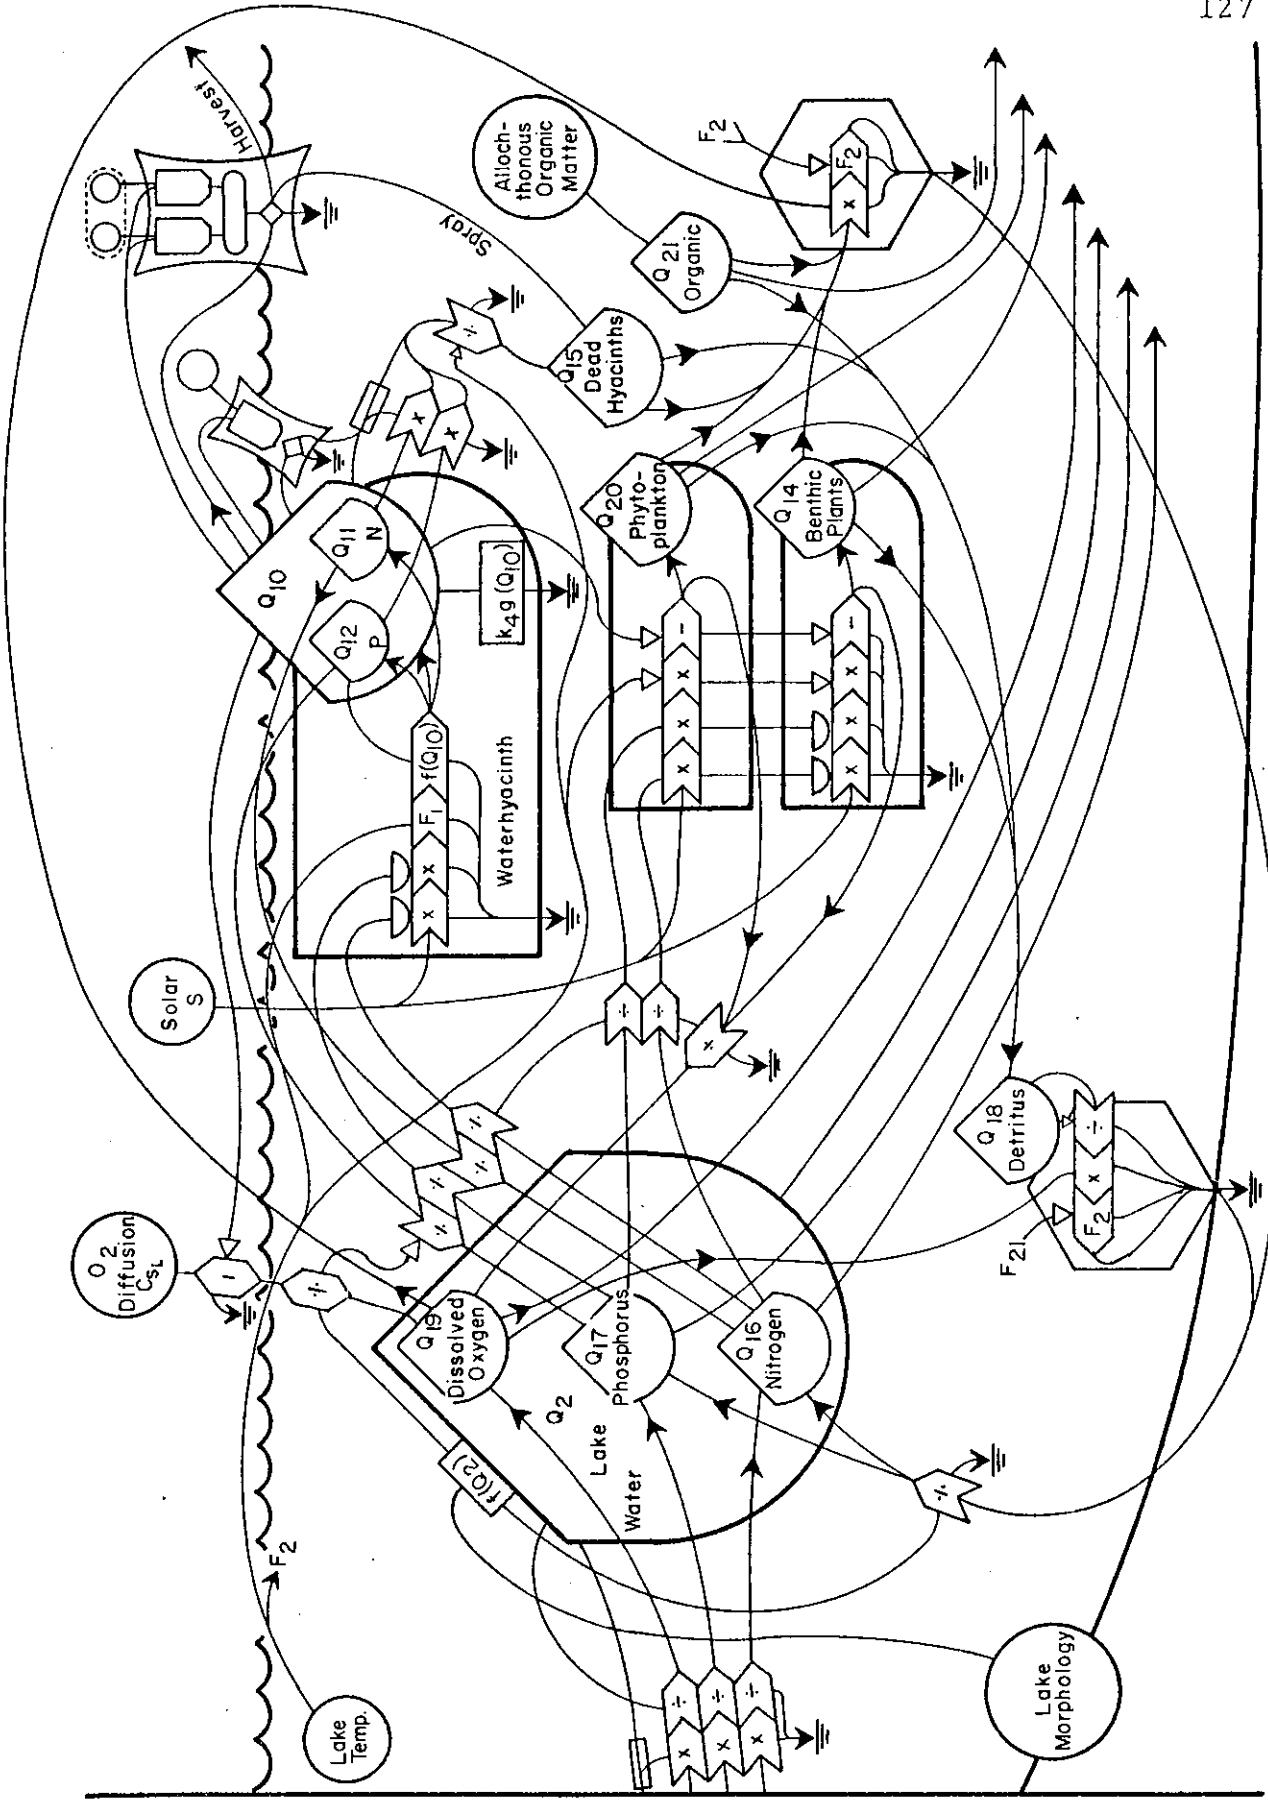 127
Harvest
Spray
Alloch-
thonous
Organic
Matter
F2
x
F2
Q21
Organic
÷
Q15
Dead
Hyacinths
x
x
Q10
Q11
N
Q12
P
k4g(Q10)
x
x
F1
f(Q10)
Waterhyacinth
Q20
Phyto-
plankton
x
x
x
−
Q14
Benthic
Plants
x
x
x
−
Solar
S
÷
÷
x
O2
Diffusion
CSL
−
÷
÷
÷
÷
÷
Q18
Detritus
÷
x
F2
F21
Q19
Dissolved
Oxygen
Q17
Phosphorus
Q16
Nitrogen
Q2
Lake
Water
f(Q2)
F2
÷
Lake
Temp.
x
÷
x
÷
x
÷
Lake
Morphology